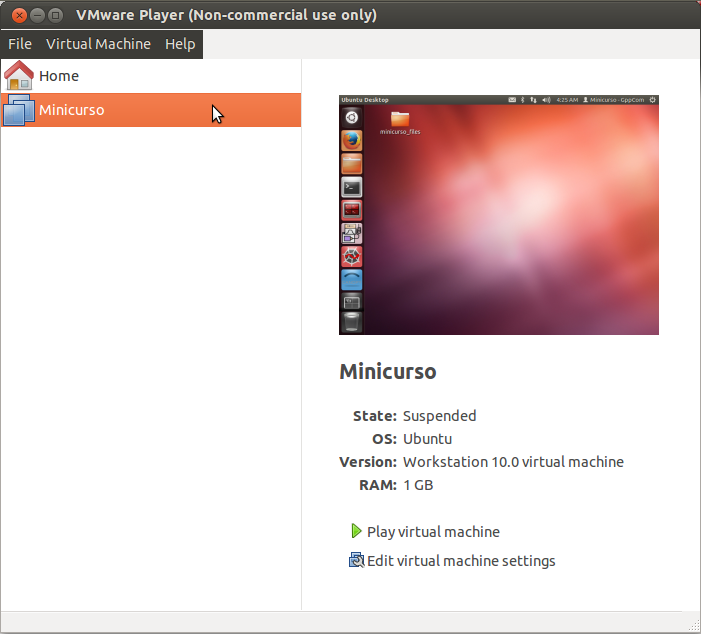 VMware Player (Non-commercial use only)
File Virtual Machine Help
Home
Minicurso
Ubuntu Desktop 4:25 AM Minicurso - GppCom
minicurso_files
Minicurso
State: Suspended
OS: Ubuntu
Version: Workstation 10.0 virtual machine
RAM: 1 GB
Play virtual machine
Edit virtual machine settings